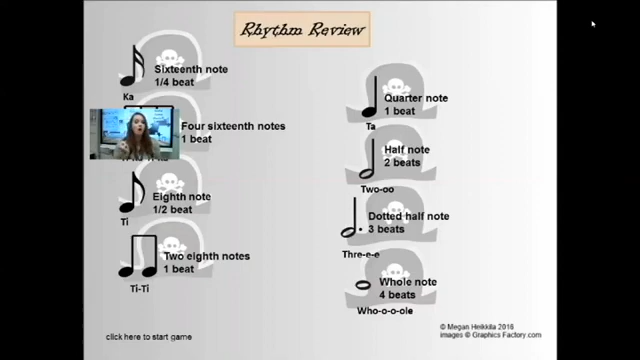 Rhythm Review
Sixteenth note
1/4 beat
Ka
Four sixteenth notes
1 beat
Eighth note
1/2 beat
Ti
Two eighth notes
1 beat
Ti-Ti
click here to start game
Quarter note
1 beat
Ta
Half note
2 beats
Two-oo
Dotted half note
3 beats
Thre-e-e
Whole note
4 beats
Who-o-o-ole
© Megan Heikkila 2016
images © Graphics Factory.com